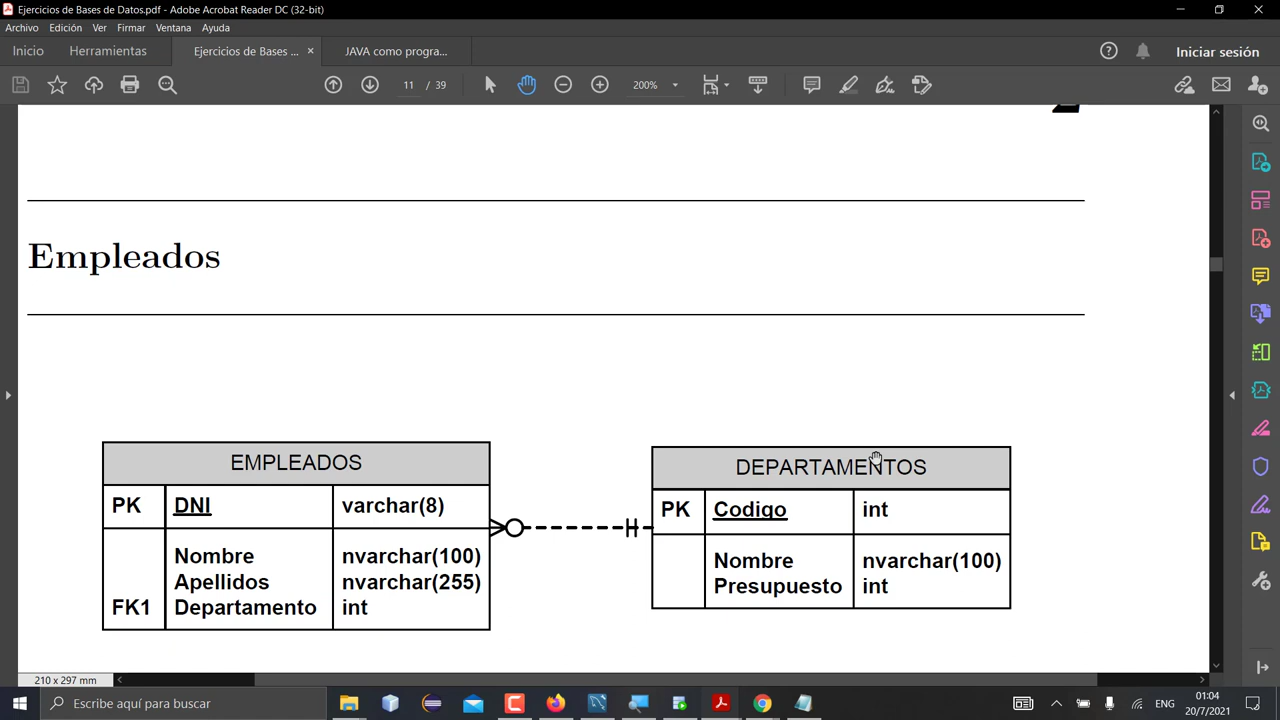 Ejercicios de Bases de Datos.pdf - Adobe Acrobat Reader DC (32-bit)
Archivo Edición Ver Firmar Ventana Ayuda
Inicio Herramientas Ejercicios de Bases ... × JAVA como progra... Iniciar sesión
11 / 39 200%
Empleados
EMPLEADOS
PK DNI varchar(8)
Nombre nvarchar(100)
Apellidos nvarchar(255)
FK1 Departamento int
DEPARTAMENTOS
PK Codigo int
Nombre nvarchar(100)
Presupuesto int
210 x 297 mm
Escribe aquí para buscar
ENG
01:04
20/7/2021